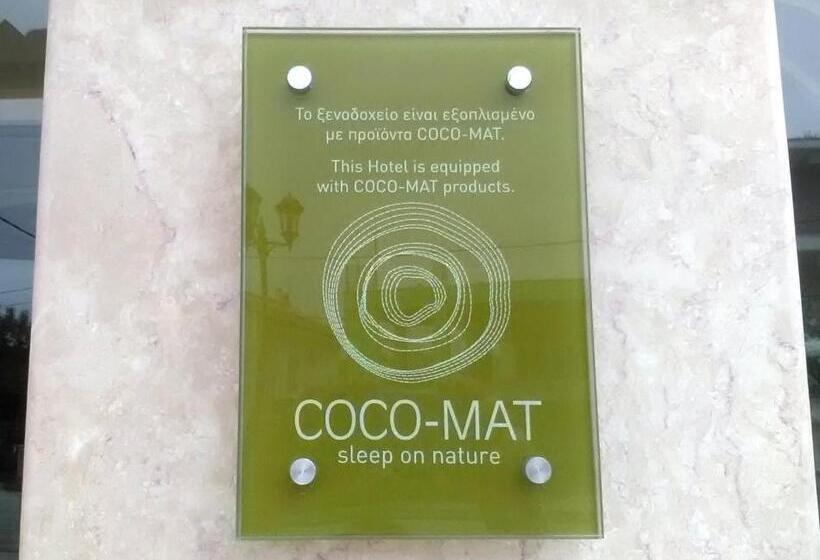 Το ξενοδοχείο είναι εξοπλισμένο
με προϊόντα COCO-MAT.
This Hotel is equipped
with COCO-MAT products.
COCO-MAT
sleep on nature